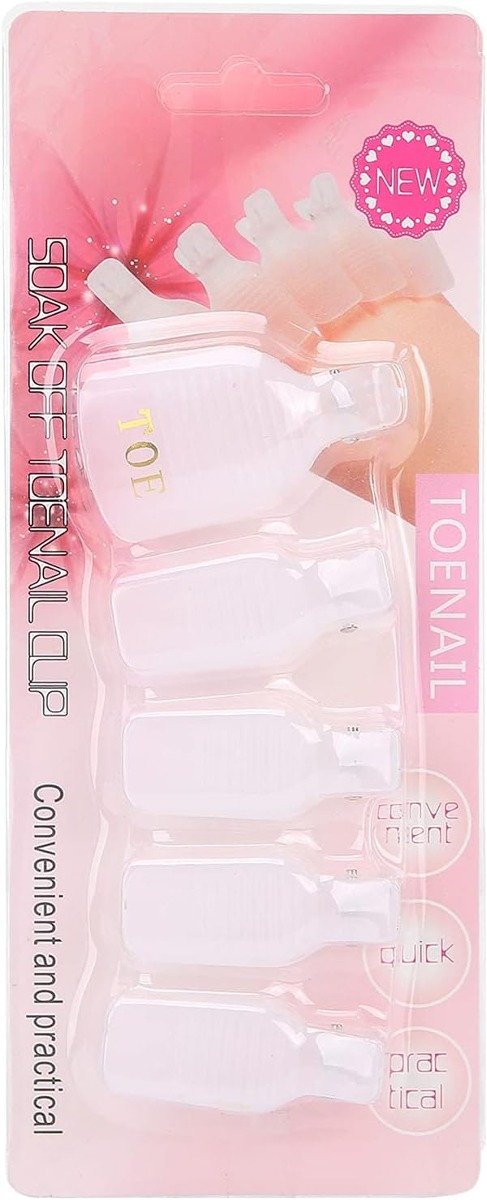 NEW
SOAK OFF TOENAIL CLIP
Convenient and practical
TOE
TOENAIL
conve
nient
quick
prac
tical